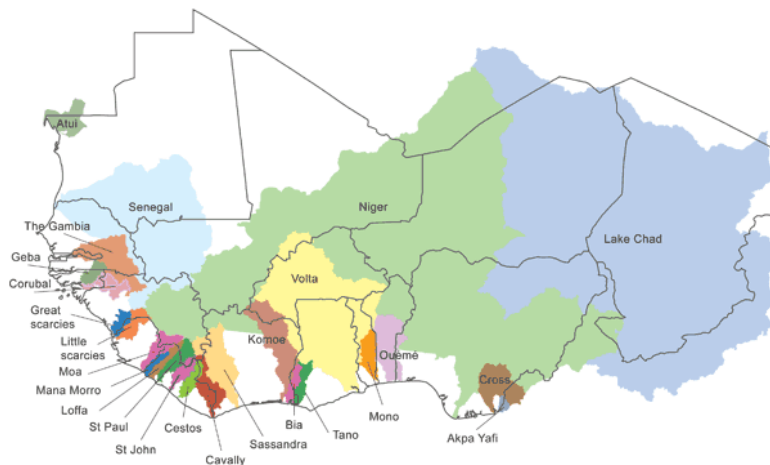 Atui
Senegal
The Gambia
Niger
Lake Chad
Geba
Corubal
Volta
Great
scarcies
Little
scarcies
Komoe
Ouémé
Moa
Mana Morro
Loffa
Cross
St Paul
St John
Cestos
Cavally
Sassandra
Bia
Tano
Mono
Akpa Yafi